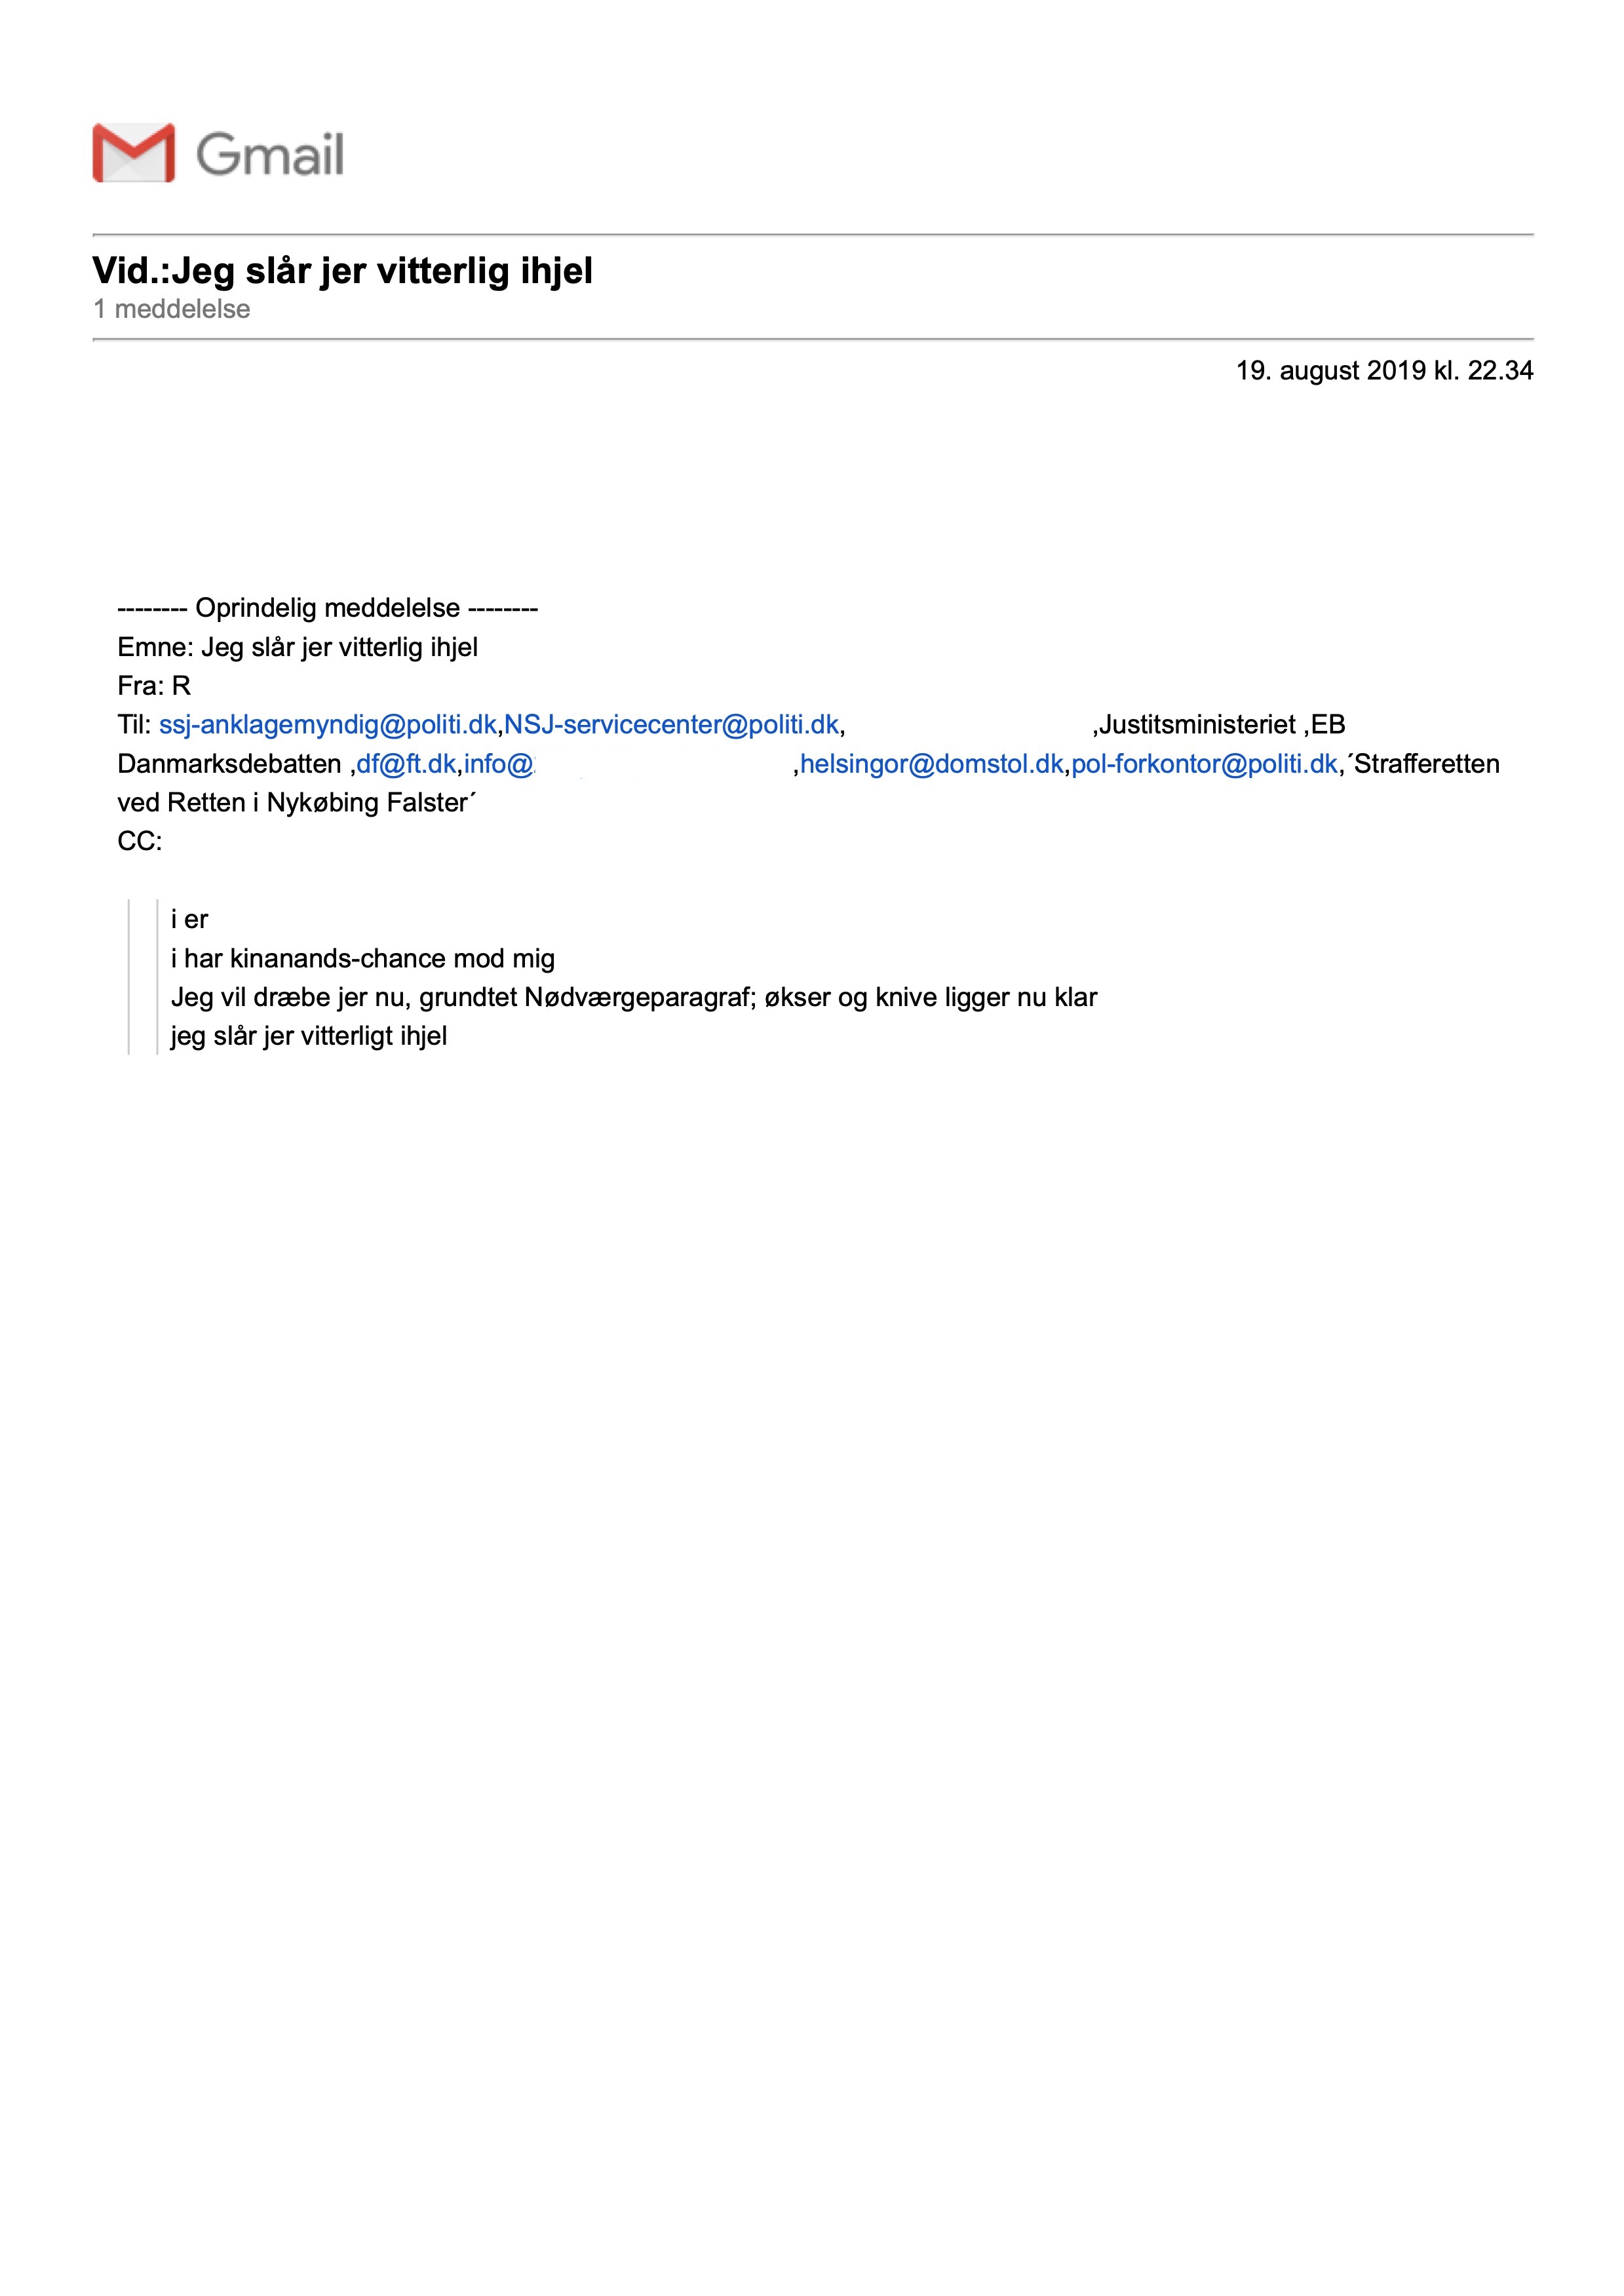 Gmail
Vid.:Jeg slår jer vitterlig ihjel
1 meddelelse
19. august 2019 kl. 22.34
-------- Oprindelig meddelelse --------
Emne: Jeg slår jer vitterlig ihjel
Fra: R
Til: ssj-anklagemyndig@politi.dk,NSJ-servicecenter@politi.dk, ,Justitsministeriet ,EB
Danmarksdebatten ,df@ft.dk,info@ ,helsingor@domstol.dk,pol-forkontor@politi.dk,´Strafferetten
ved Retten i Nykøbing Falster´
CC:
i er
i har kinanands-chance mod mig
Jeg vil dræbe jer nu, grundtet Nødværgeparagraf; økser og knive ligger nu klar
jeg slår jer vitterligt ihjel